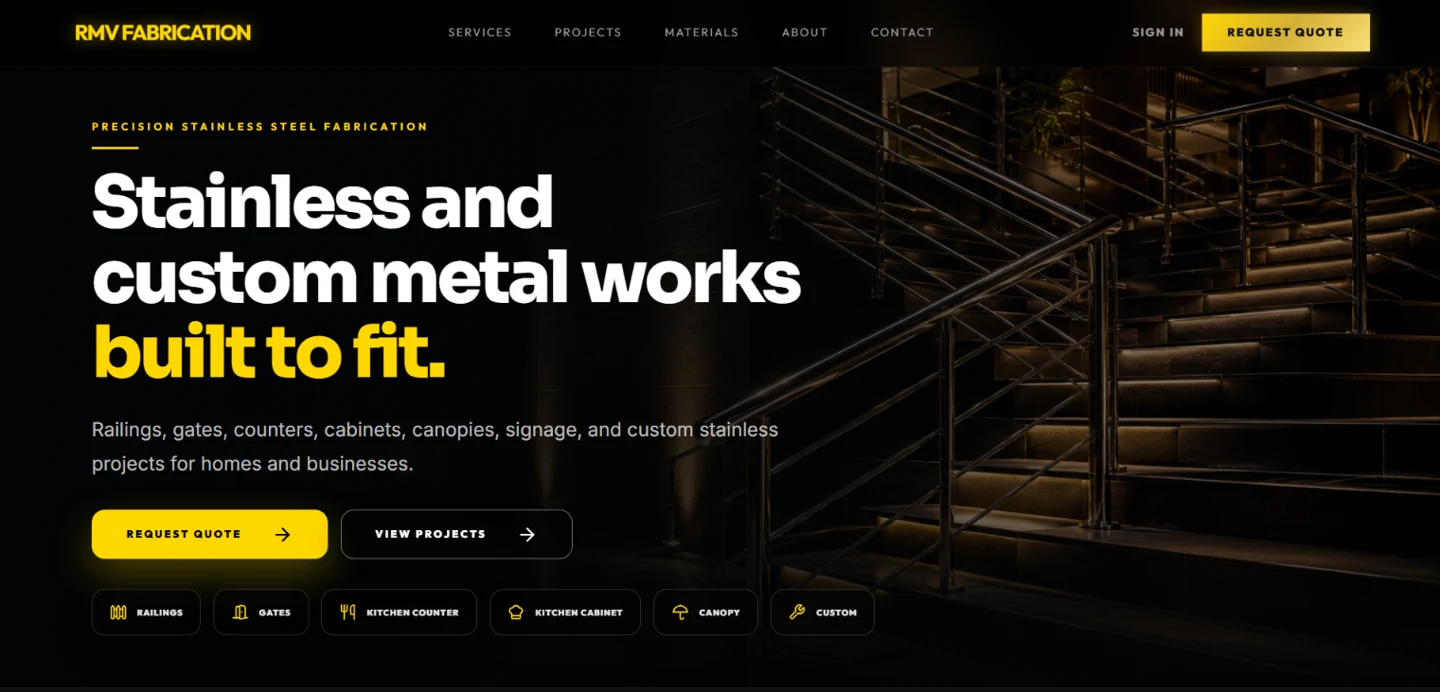 RMV FABRICATION
SERVICES
PROJECTS
MATERIALS
ABOUT
CONTACT
SIGN IN
REQUEST QUOTE
PRECISION STAINLESS STEEL FABRICATION
Stainless and
custom metal works
built to fit.
Railings, gates, counters, cabinets, canopies, signage, and custom stainless
projects for homes and businesses.
REQUEST QUOTE
VIEW PROJECTS
RAILINGS
GATES
KITCHEN COUNTER
KITCHEN CABINET
CANOPY
CUSTOM